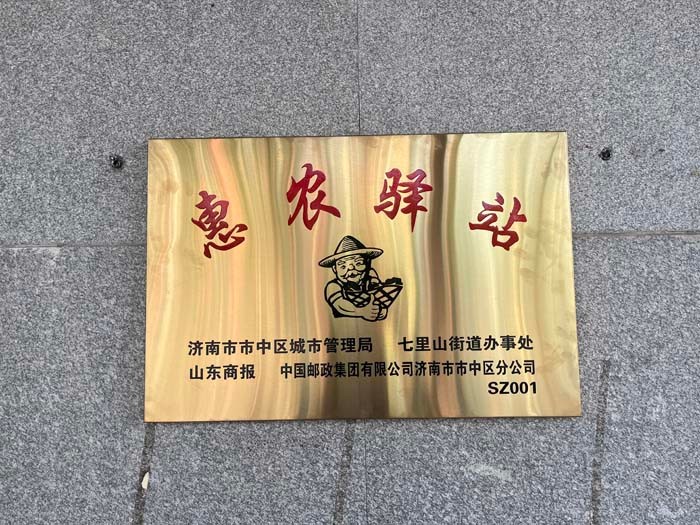 惠农驿站
济南市市中区城市管理局 七里山街道办事处
山东商报 中国邮政集团有限公司济南市市中区分公司
SZ001